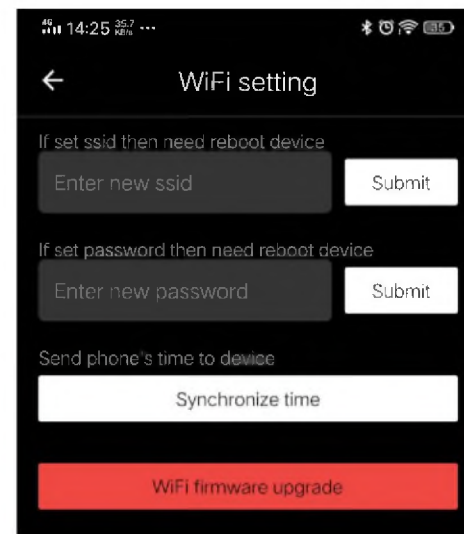 4G 14:25 35.7 KB/s ···
WiFi setting
If set ssid then need reboot device
Enter new ssid Submit
If set password then need reboot device
Enter new password Submit
Send phone's time to device
Synchronize time
WiFi firmware upgrade